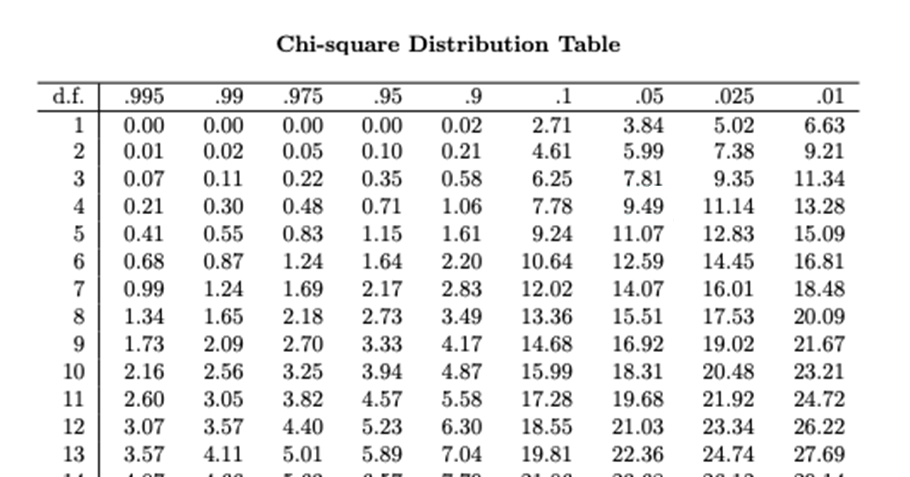 Chi-square Distribution Table
d.f. .995 .99 .975 .95 .9 .1 .05 .025 .01
1 0.00 0.00 0.00 0.00 0.02 2.71 3.84 5.02 6.63
2 0.01 0.02 0.05 0.10 0.21 4.61 5.99 7.38 9.21
3 0.07 0.11 0.22 0.35 0.58 6.25 7.81 9.35 11.34
4 0.21 0.30 0.48 0.71 1.06 7.78 9.49 11.14 13.28
5 0.41 0.55 0.83 1.15 1.61 9.24 11.07 12.83 15.09
6 0.68 0.87 1.24 1.64 2.20 10.64 12.59 14.45 16.81
7 0.99 1.24 1.69 2.17 2.83 12.02 14.07 16.01 18.48
8 1.34 1.65 2.18 2.73 3.49 13.36 15.51 17.53 20.09
9 1.73 2.09 2.70 3.33 4.17 14.68 16.92 19.02 21.67
10 2.16 2.56 3.25 3.94 4.87 15.99 18.31 20.48 23.21
11 2.60 3.05 3.82 4.57 5.58 17.28 19.68 21.92 24.72
12 3.07 3.57 4.40 5.23 6.30 18.55 21.03 23.34 26.22
13 3.57 4.11 5.01 5.89 7.04 19.81 22.36 24.74 27.69